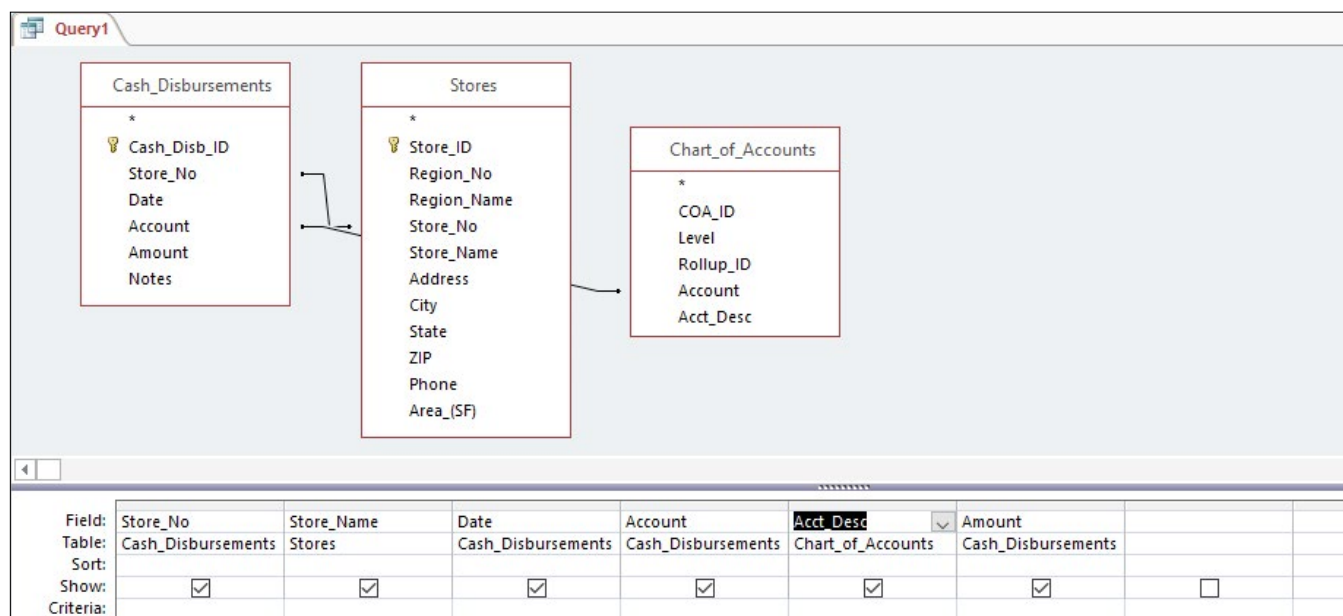 Query1
Cash_Disbursements
*
Cash_Disb_ID
Store_No
Date
Account
Amount
Notes
Stores
*
Store_ID
Region_No
Region_Name
Store_No
Store_Name
Address
City
State
ZIP
Phone
Area_(SF)
Chart_of_Accounts
*
COA_ID
Level
Rollup_ID
Account
Acct_Desc
Field: Store_No Store_Name Date Account Acct_Desc Amount
Table: Cash_Disbursements Stores Cash_Disbursements Cash_Disbursements Chart_of_Accounts Cash_Disbursements
Sort:
Show:
Criteria: